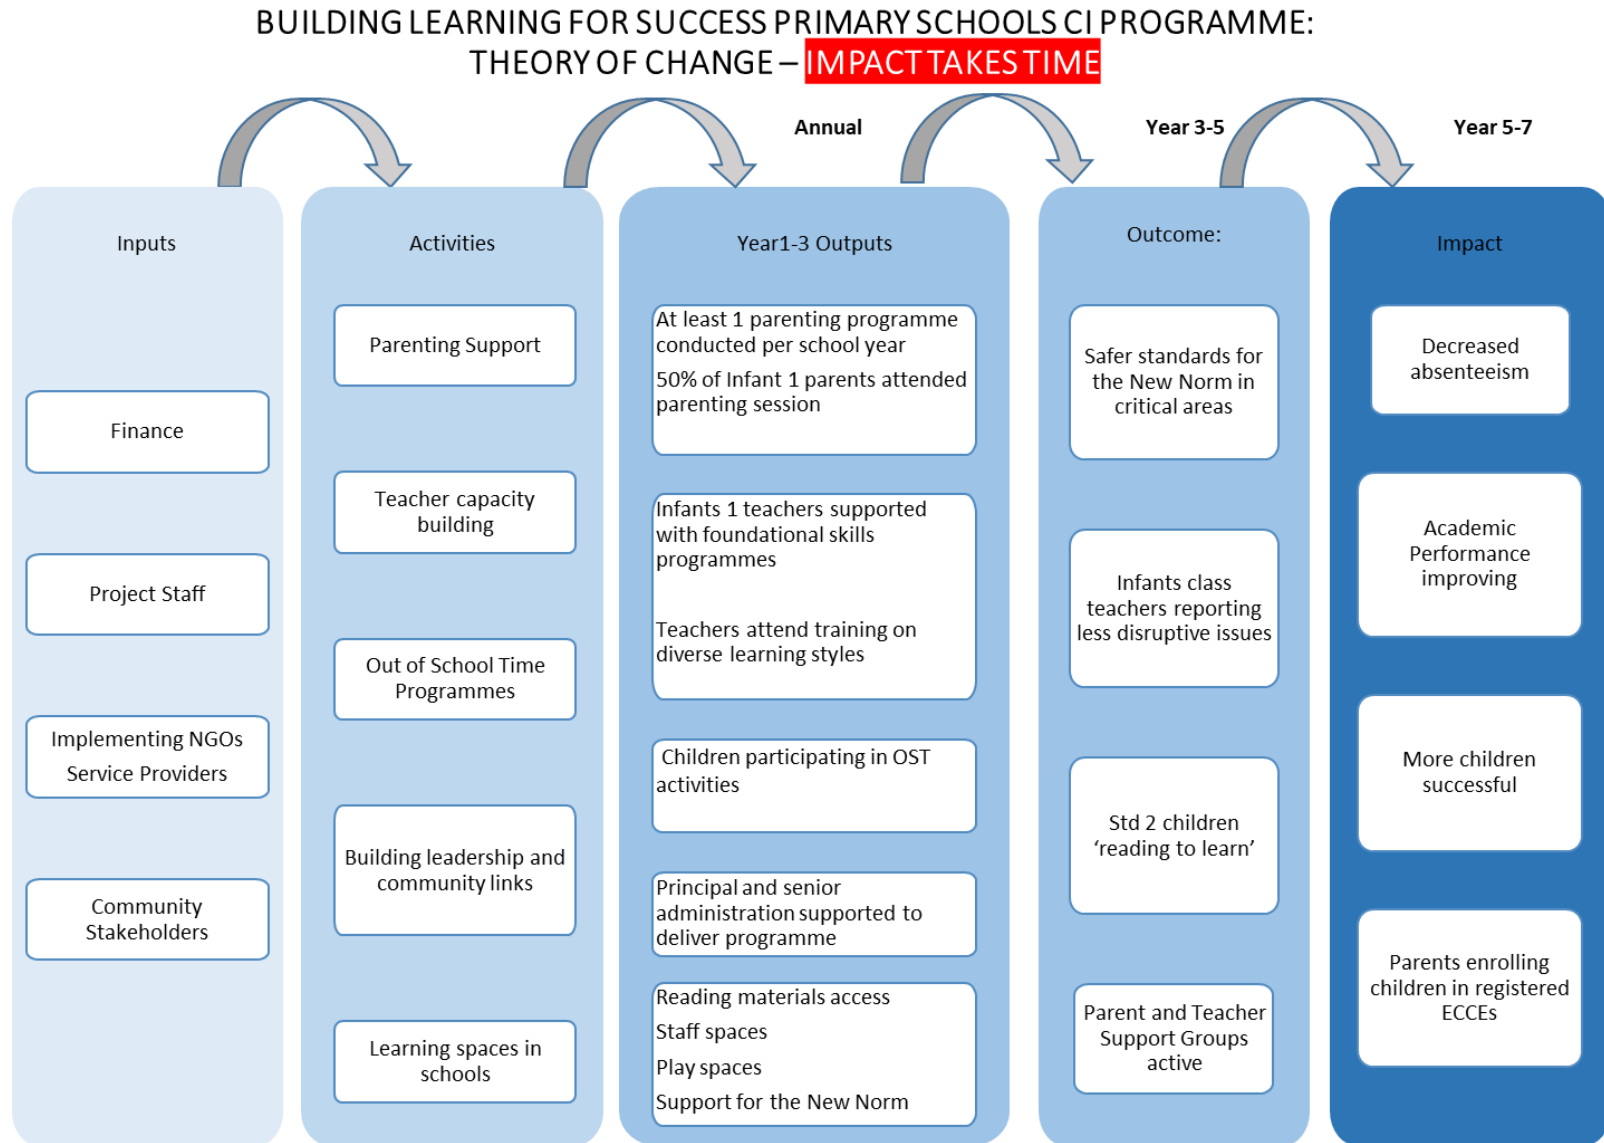 BUILDING LEARNING FOR SUCCESS PRIMARY SCHOOLS CI PROGRAMME:
THEORY OF CHANGE – IMPACT TAKES TIME
Annual
Year 3-5
Year 5-7
Inputs
Finance
Project Staff
Implementing NGOs
Service Providers
Community
Stakeholders
Activities
Parenting Support
Teacher capacity
building
Out of School Time
Programmes
Building leadership and
community links
Learning spaces in
schools
Year1-3 Outputs
At least 1 parenting programme
conducted per school year
50% of Infant 1 parents attended
parenting session
Infants 1 teachers supported
with foundational skills
programmes
Teachers attend training on
diverse learning styles
Children participating in OST
activities
Principal and senior
administration supported to
deliver programme
Reading materials access
Staff spaces
Play spaces
Support for the New Norm
Outcome:
Safer standards for
the New Norm in
critical areas
Infants class
teachers reporting
less disruptive issues
Std 2 children
‘reading to learn’
Parent and Teacher
Support Groups
active
Impact
Decreased
absenteeism
Academic
Performance
improving
More children
successful
Parents enrolling
children in registered
ECCEs